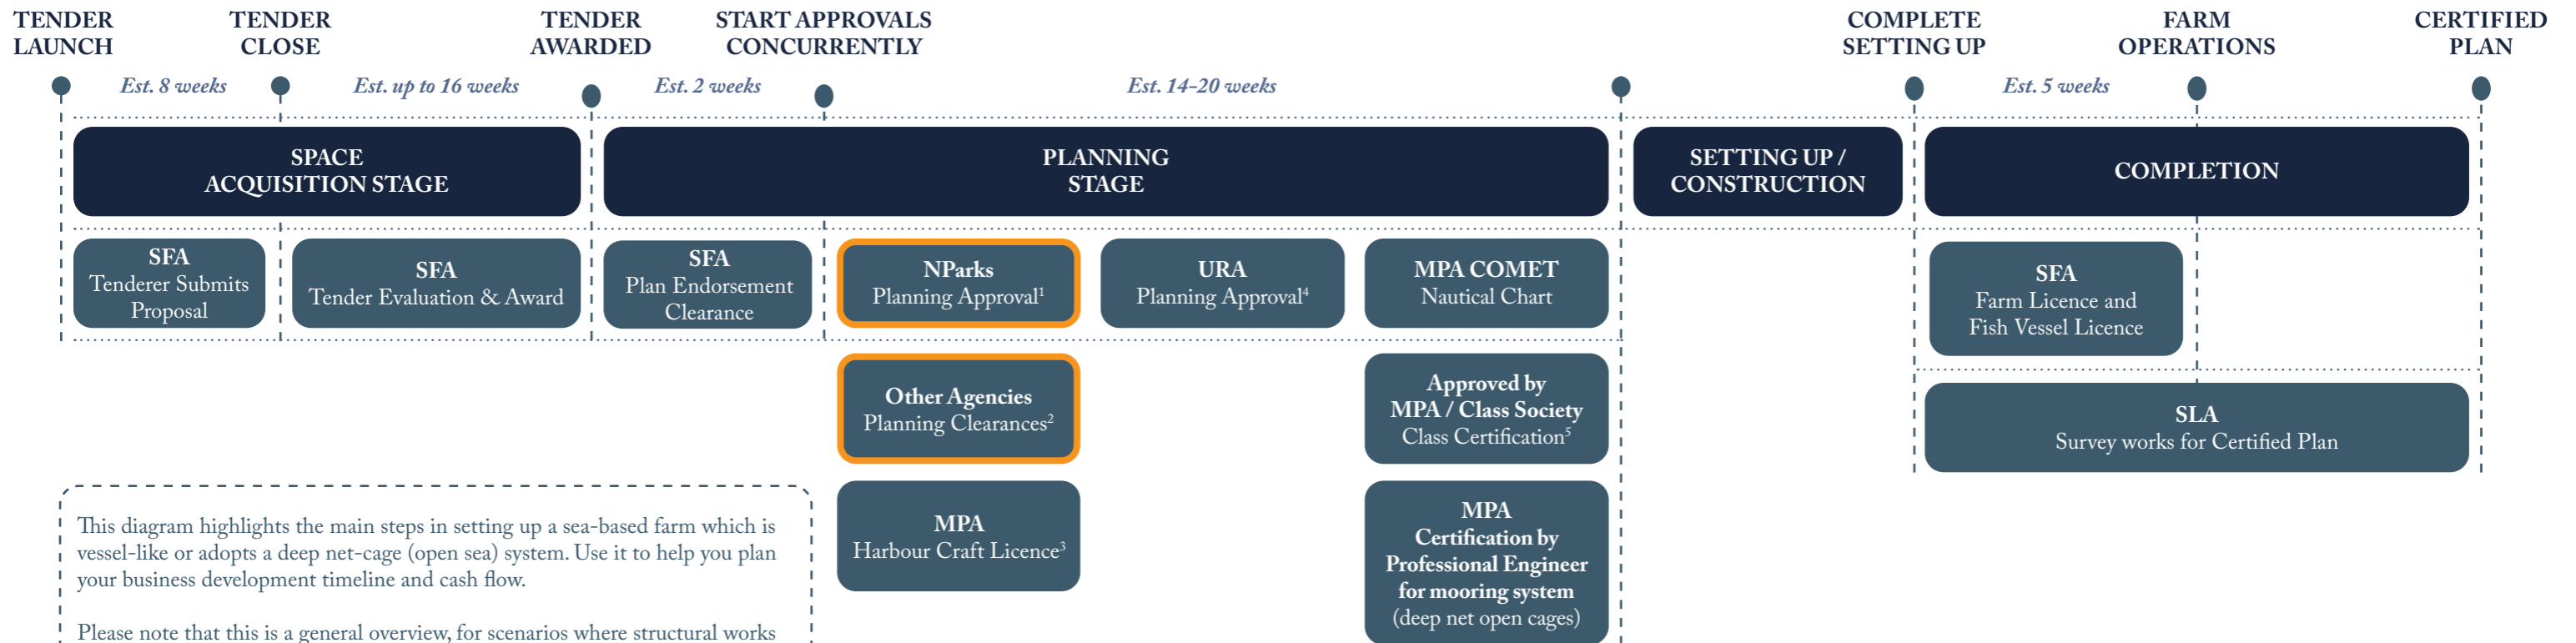 TENDER
LAUNCH
TENDER
CLOSE
TENDER
AWARDED
START APPROVALS
CONCURRENTLY
COMPLETE
SETTING UP
FARM
OPERATIONS
CERTIFIED
PLAN
Est. 8 weeks
Est. up to 16 weeks
Est. 2 weeks
Est. 14-20 weeks
Est. 5 weeks
SPACE
ACQUISITION STAGE
PLANNING
STAGE
SETTING UP /
CONSTRUCTION
COMPLETION
SFA
Tenderer Submits
Proposal
SFA
Tender Evaluation & Award
SFA
Plan Endorsement
Clearance
NParks
Planning Approval¹
URA
Planning Approval⁴
MPA COMET
Nautical Chart
SFA
Farm Licence and
Fish Vessel Licence
Other Agencies
Planning Clearances²
Approved by
MPA / Class Society
Class Certification⁵
SLA
Survey works for Certified Plan
MPA
Harbour Craft Licence³
MPA
Certification by
Professional Engineer
for mooring system
(deep net open cages)
This diagram highlights the main steps in setting up a sea-based farm which is
vessel-like or adopts a deep net-cage (open sea) system. Use it to help you plan
your business development timeline and cash flow.
Please note that this is a general overview, for scenarios where structural works